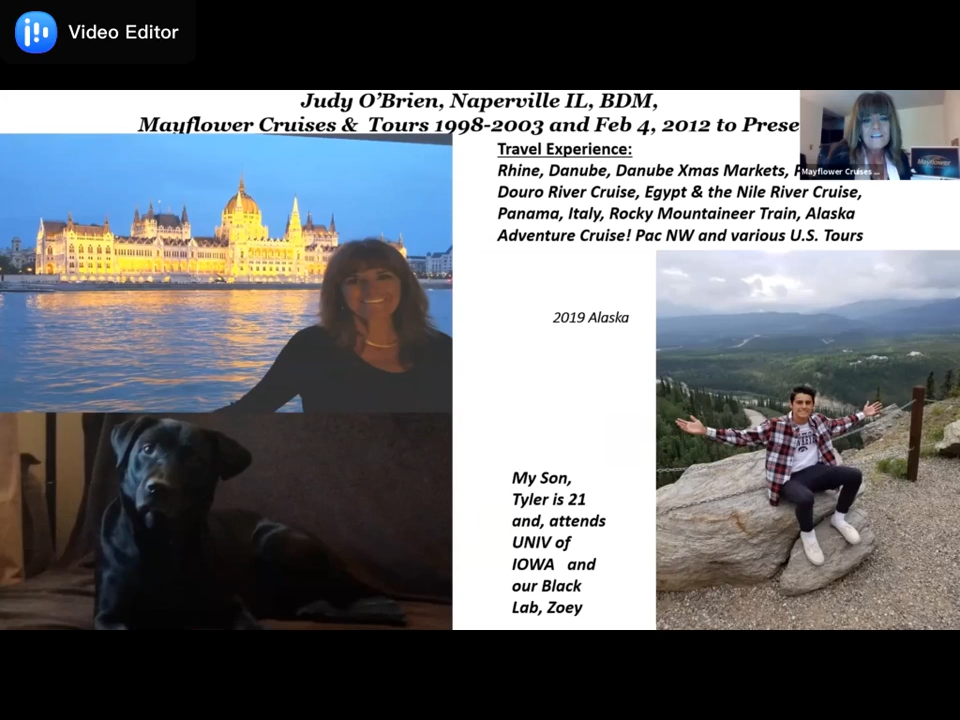 Video Editor
Judy O'Brien, Naperville IL, BDM,
Mayflower Cruises & Tours 1998-2003 and Feb 4, 2012 to Prese
Travel Experience:
Rhine, Danube, Danube Xmas Markets,
Mayflower Cruises ...
Mayflower
Douro River Cruise, Egypt & the Nile River Cruise,
Panama, Italy, Rocky Mountaineer Train, Alaska
Adventure Cruise! Pac NW and various U.S. Tours
2019 Alaska
My Son,
Tyler is 21
and, attends
UNIV of
IOWA and
our Black
Lab, Zoey